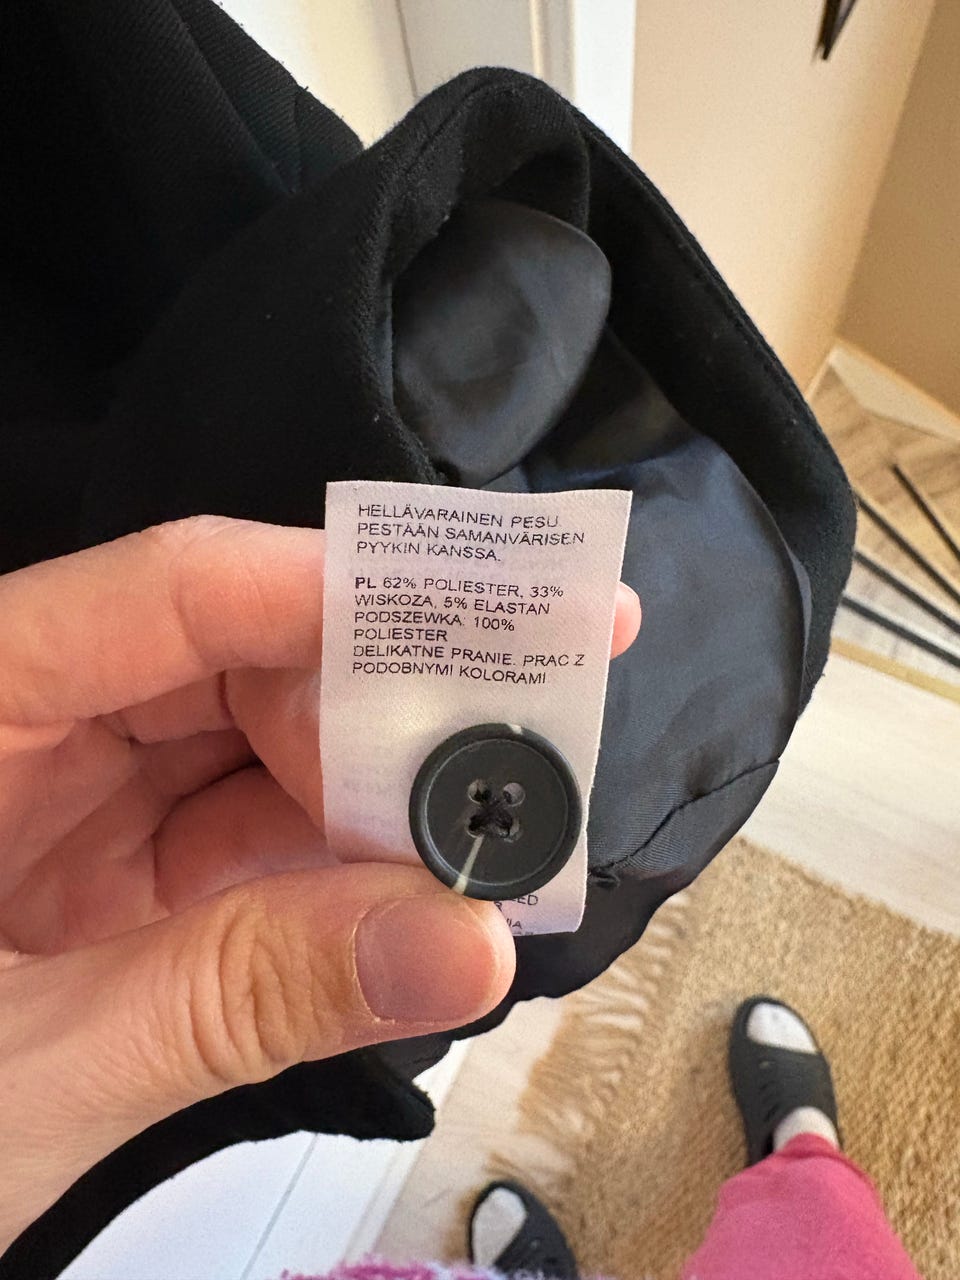 HELLÄVARAINEN PESU.
PESTÄÄN SAMANVÄRISEN
PYYKIN KANSSA.
PL 62% POLIESTER, 33%
WISKOZA, 5% ELASTAN
PODSZEWKA: 100%
POLIESTER
DELIKATNE PRANIE. PRAC Z
PODOBNYMI KOLORAMI